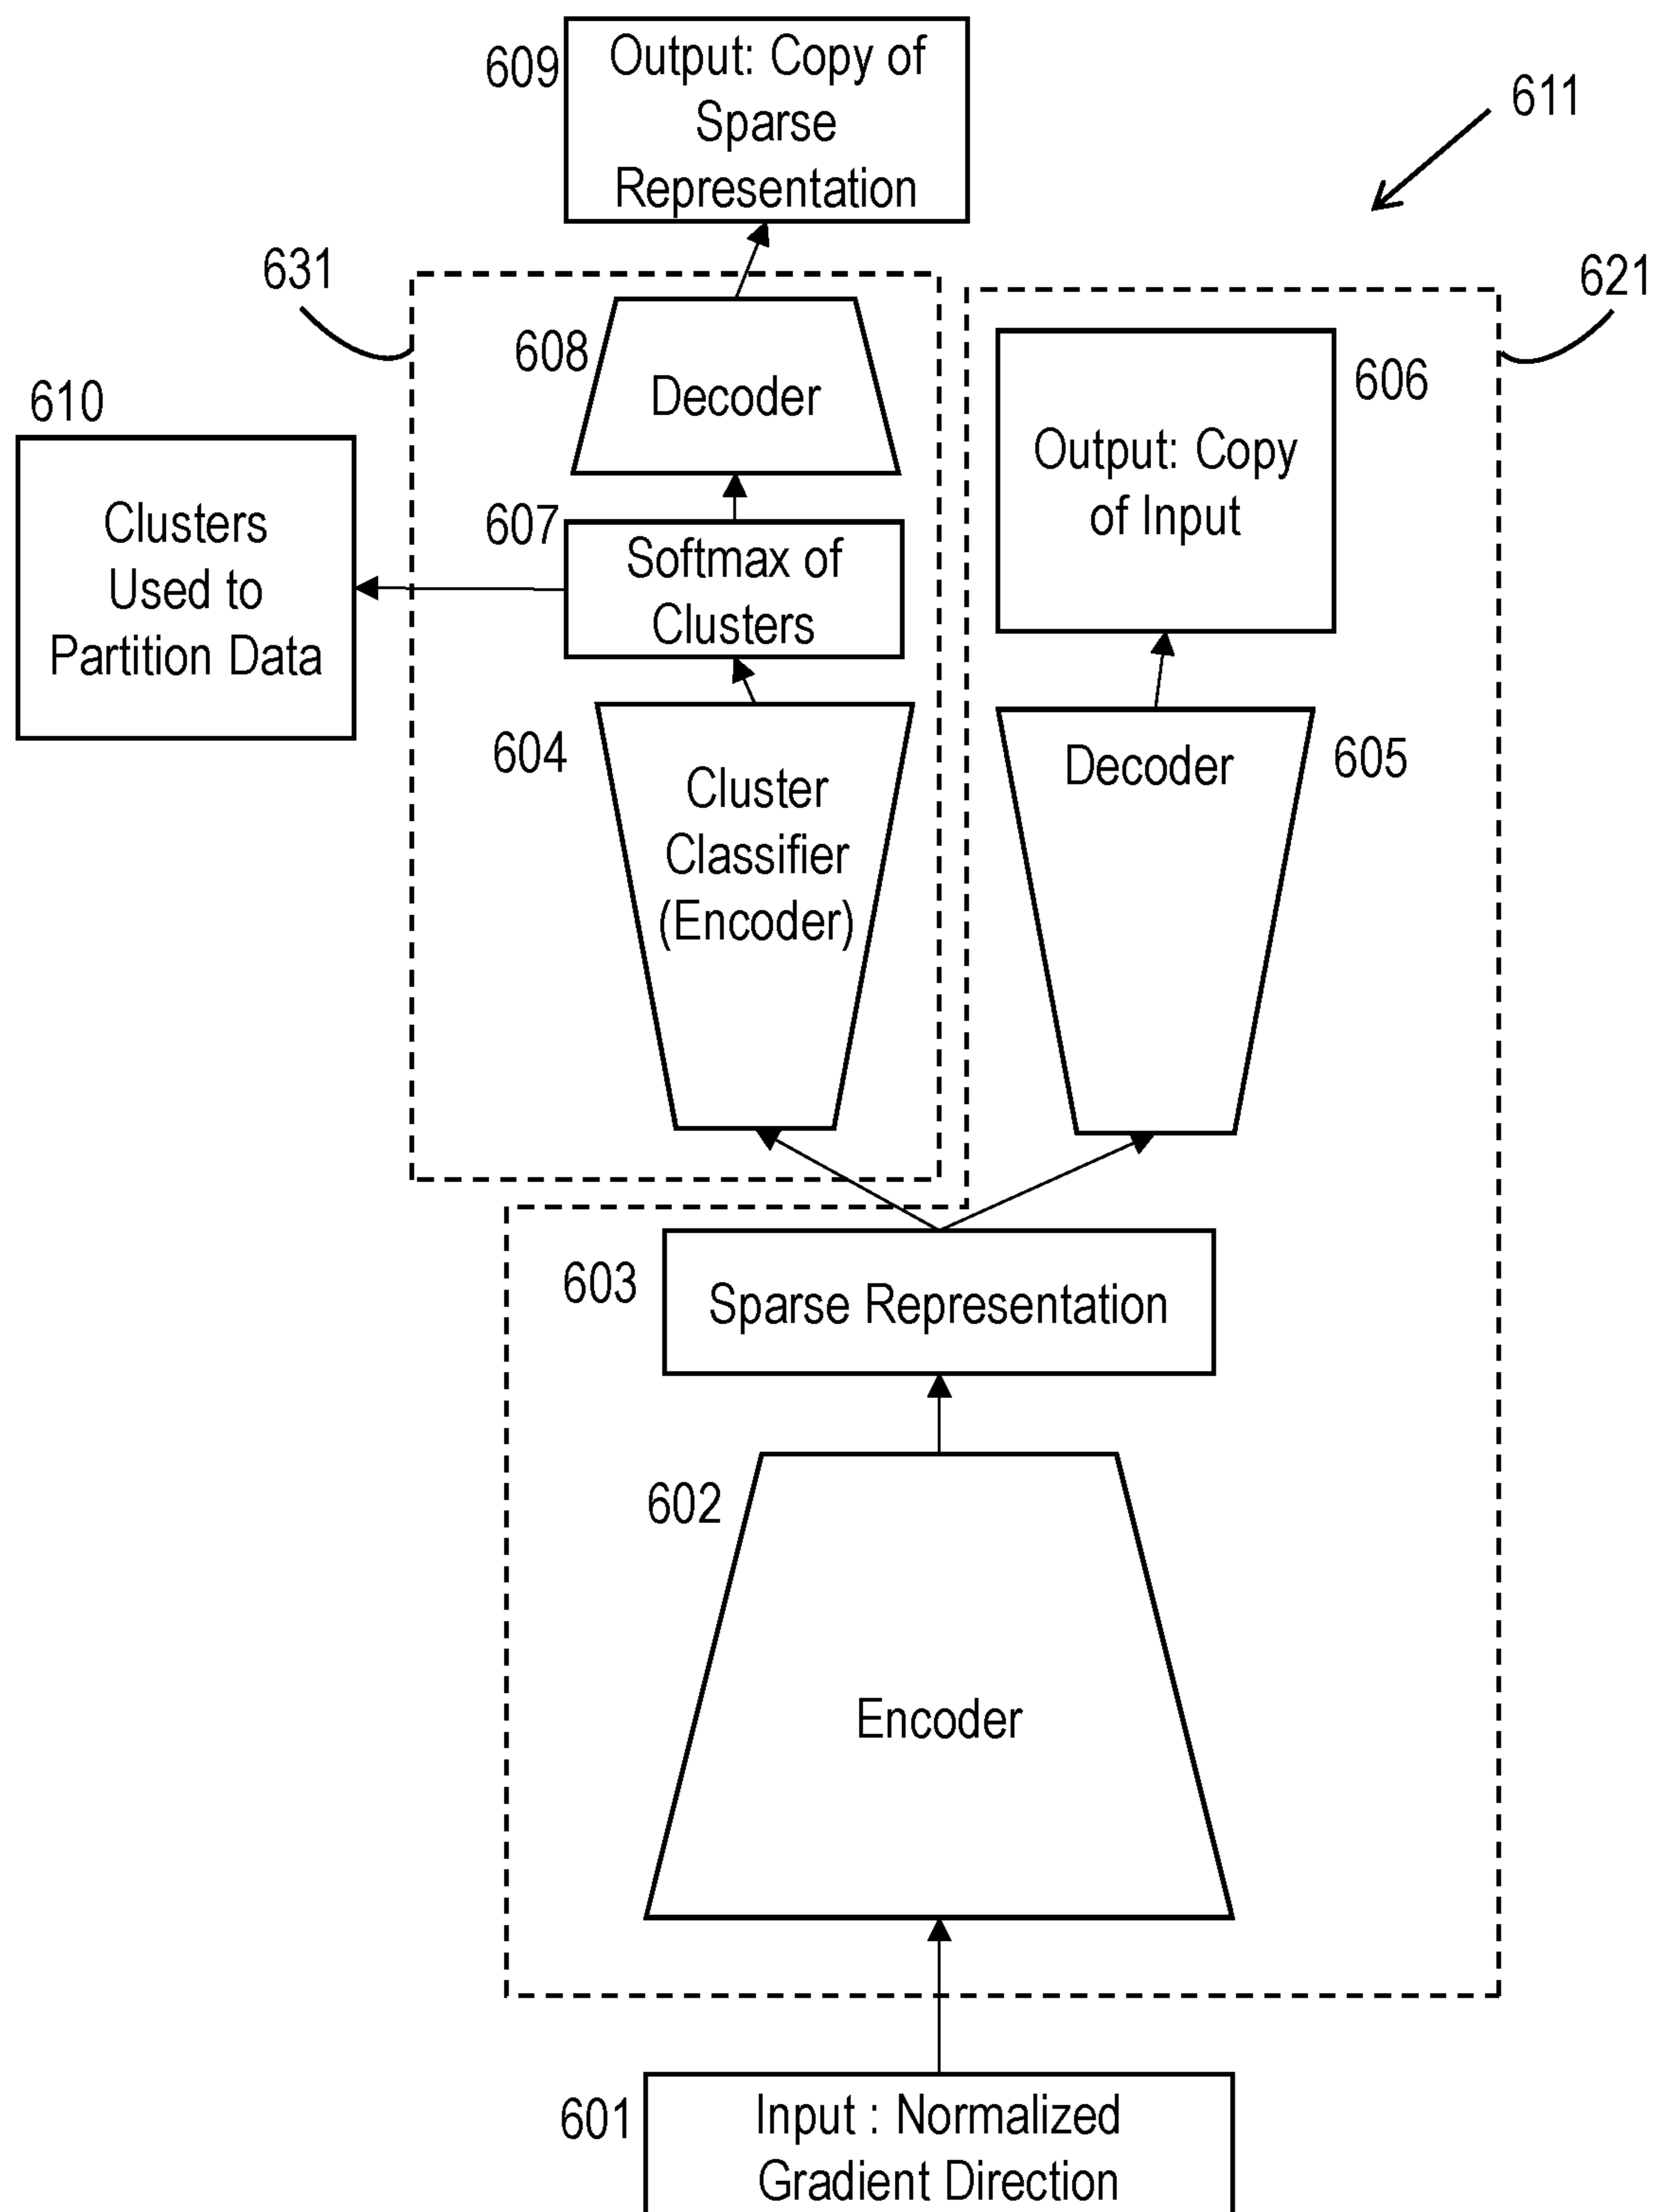 609
Output: Copy of
Sparse
Representation
611
631
621
608
Decoder
606
Output: Copy
of Input
610
Clusters
Used to
Partition Data
607
Softmax of
Clusters
604
Cluster
Classifier
(Encoder)
Decoder
605
603
Sparse Representation
602
Encoder
601
Input : Normalized
Gradient Direction